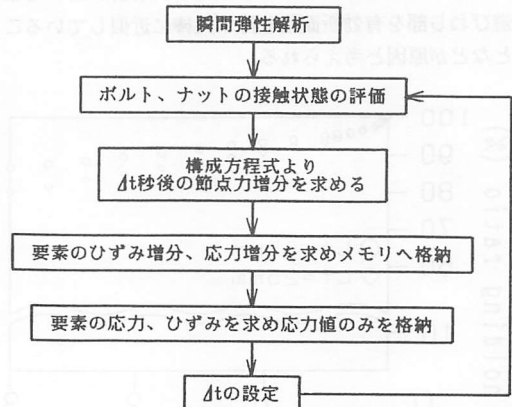 瞬間弾性解析
ボルト、ナットの接触状態の評価
構成方程式より
Δt秒後の節点力増分を求める
要素のひずみ増分、応力増分を求めメモリへ格納
要素の応力、ひずみを求め応力値のみを格納
Δtの設定